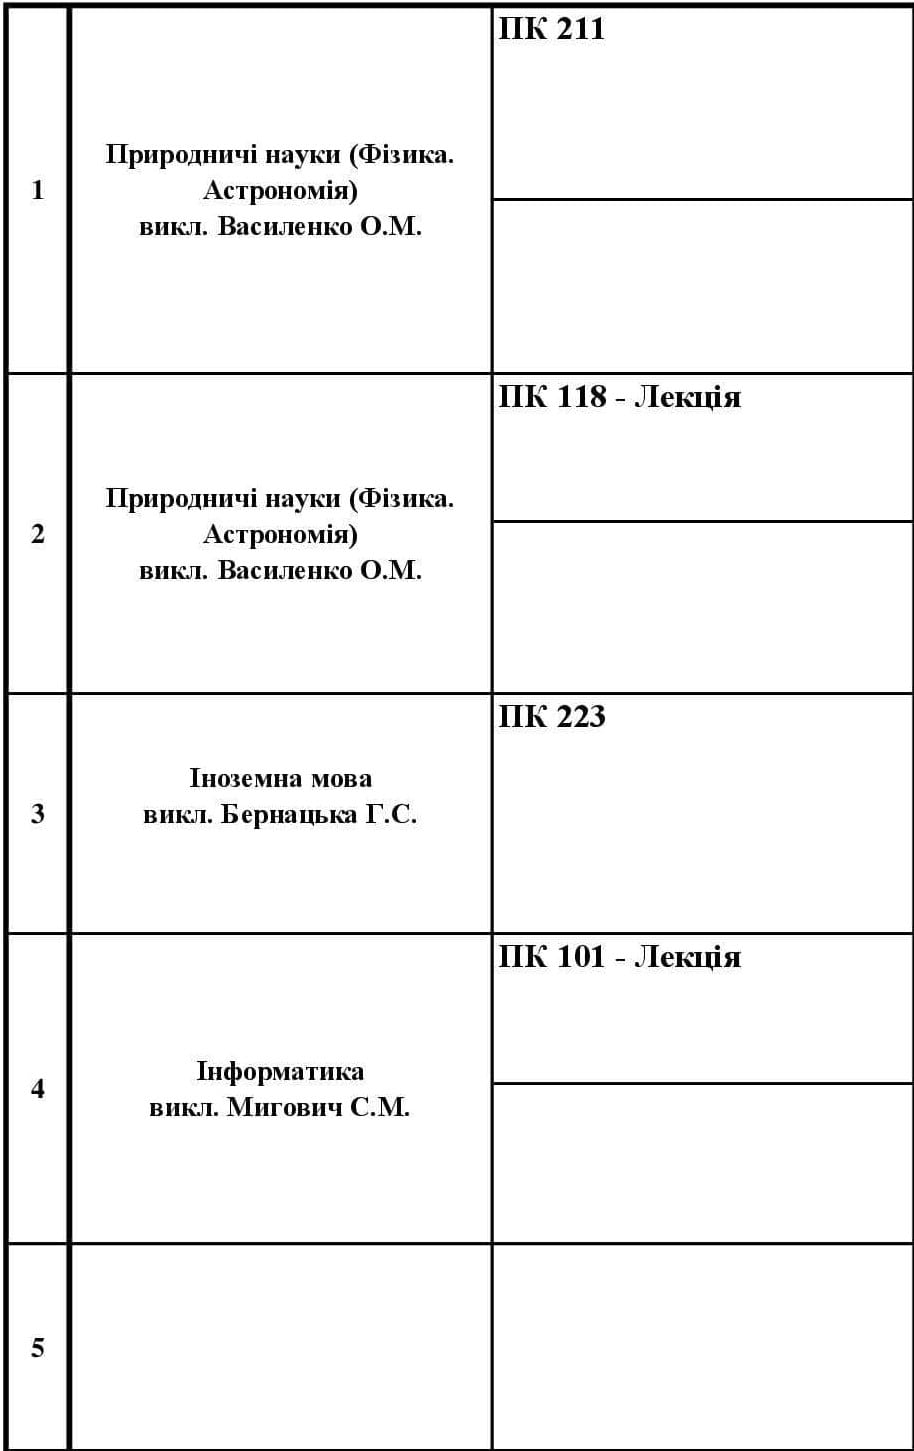 ПК 211
1
Природничі науки (Фізика.
Астрономія)
викл. Василенко О.М.
ПК 118 - Лекція
2
Природничі науки (Фізика.
Астрономія)
викл. Василенко О.М.
ПК 223
3
Іноземна мова
викл. Бернацька Г.С.
ПК 101 - Лекція
4
Інформатика
викл. Мигович С.М.
5